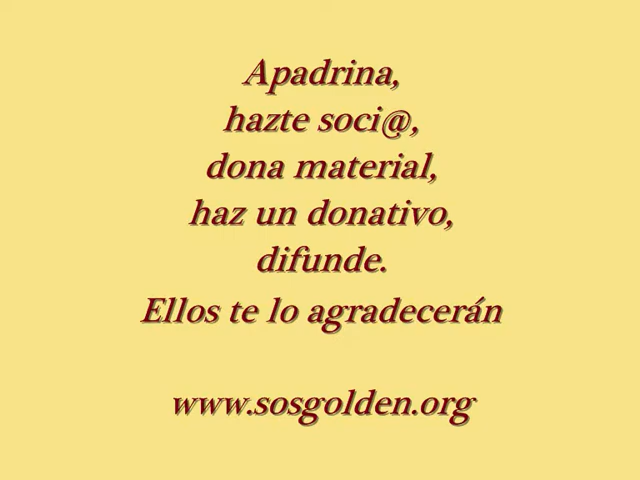 Apadrina,
hazte soci@,
dona material,
haz un donativo,
difunde.
Ellos te lo agradecerán
www.sosgolden.org